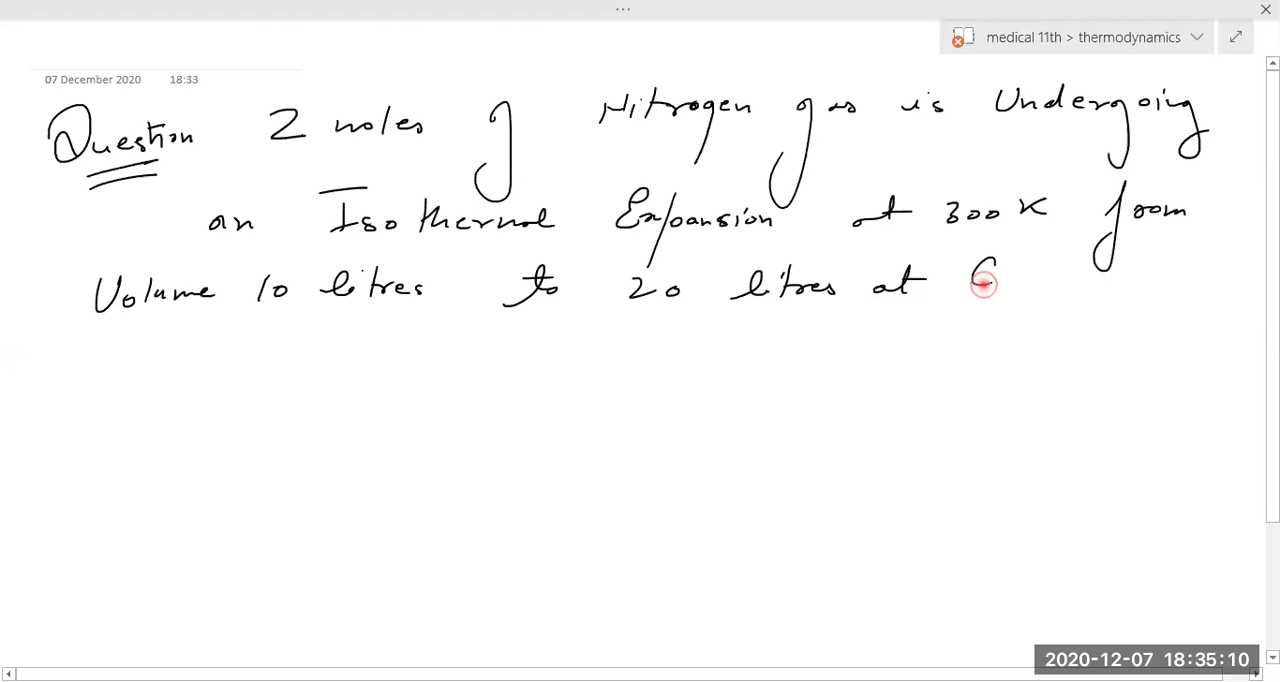 medical 11th > thermodynamics
07 December 2020 18:33
Question 2 moles of Nitrogen gas is Undergoing
an Isothermal Expansion at 300K from
Volume 10 litres to 20 litres at C
2020-12-07 18:35:10